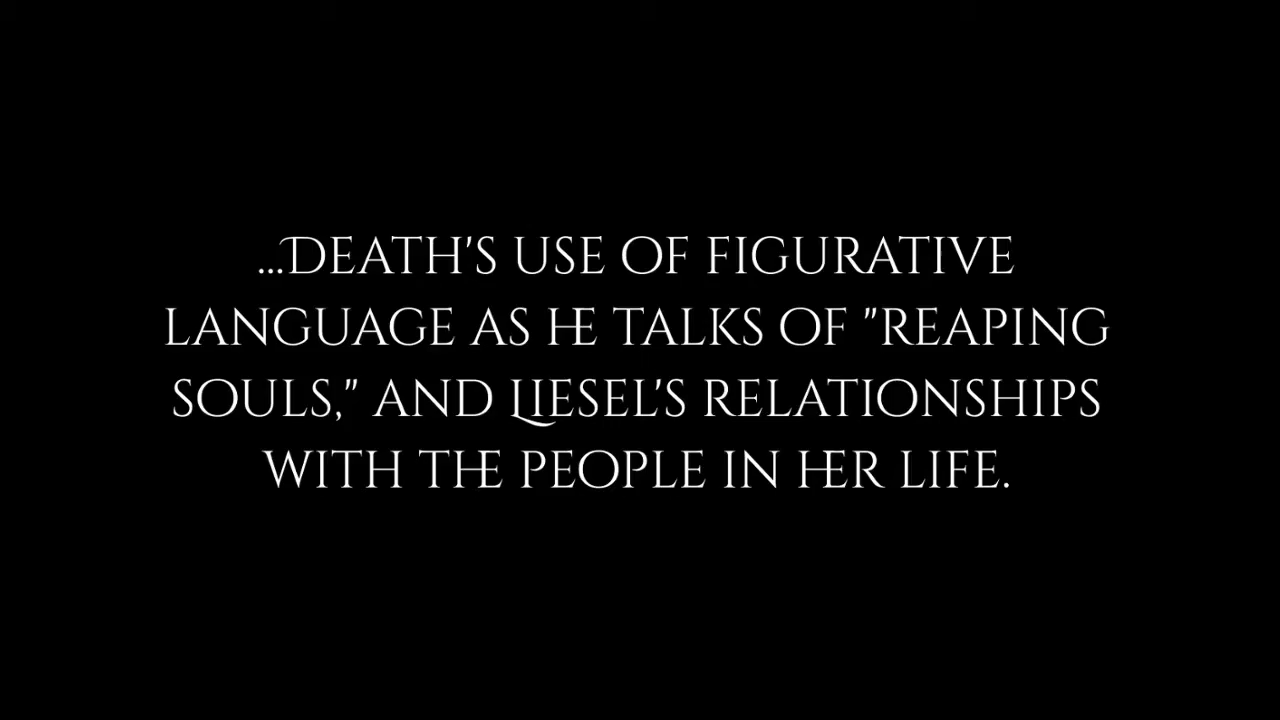 ...Death's use of figurative
language as he talks of "reaping
souls," and Liesel's relationships
with the people in her life.